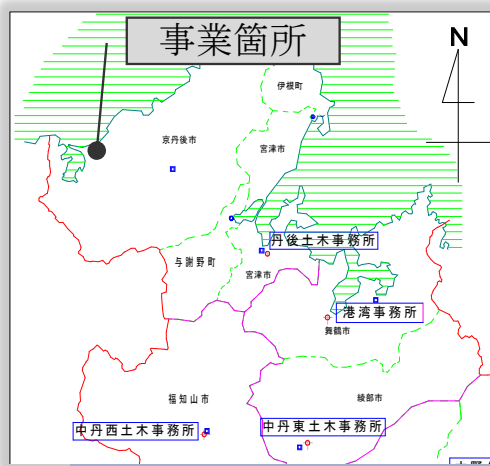 事業箇所
N
伊根町
京丹後市
宮津市
丹後土木事務所
与謝野町
宮津市
港湾事務所
舞鶴市
福知山市
綾部市
中丹西土木事務所
中丹東土木事務所